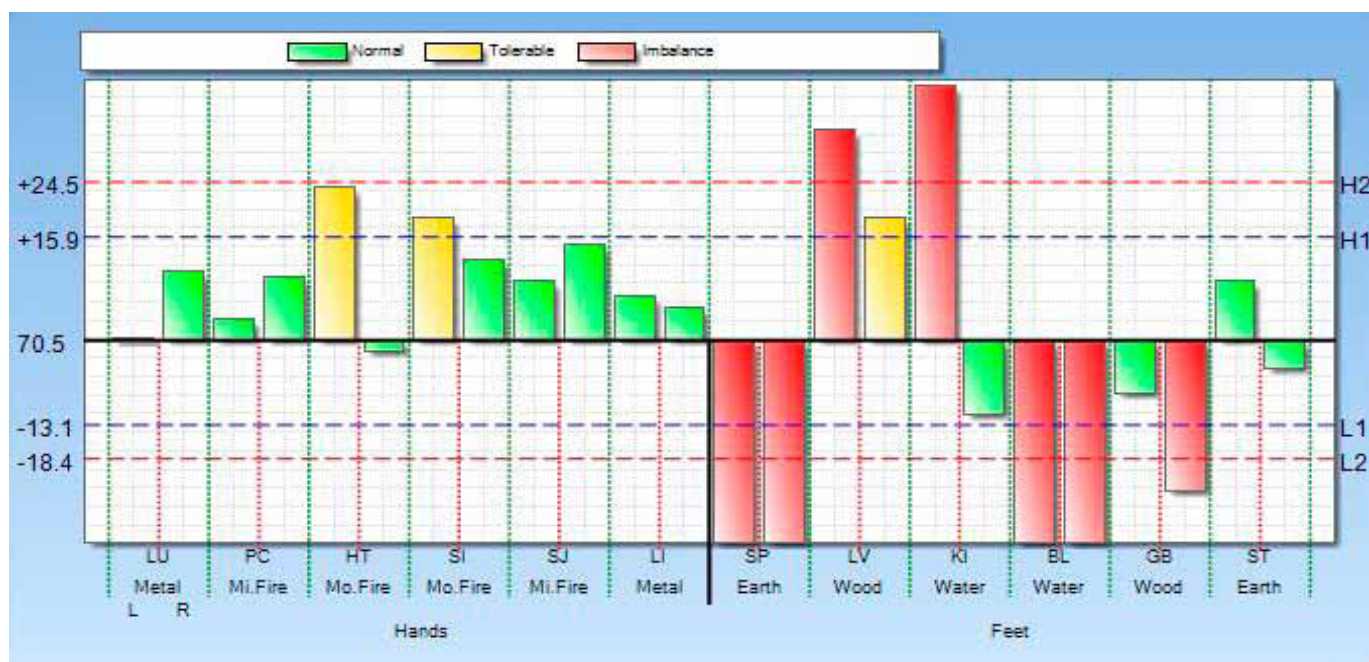 Normal Tolerable Imbalance
+24.5 H2
+15.9 H1
70.5
-13.1 L1
-18.4 L2
LU PC HT SI SJ LI SP LV KI BL GB ST
Metal Mi.Fire Mo.Fire Mo.Fire Mi.Fire Metal Earth Wood Water Water Wood Earth
L R
Hands Feet